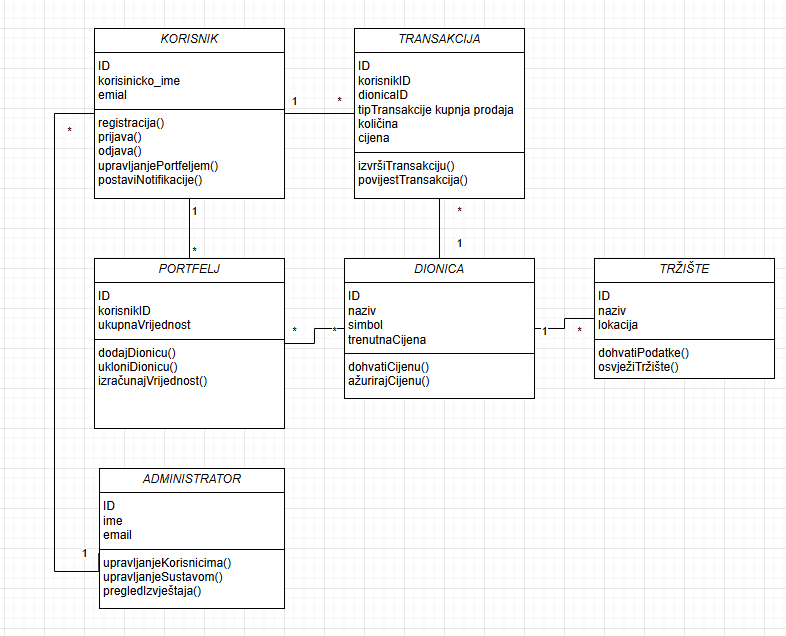 KORISNIK
ID
korisinicko_ime
emial
registracija()
prijava()
odjava()
upravljanjePortfeljem()
postaviNotifikacije()
TRANSAKCIJA
ID
korisnikID
dionicaID
tipTransakcije kupnja prodaja
količina
cijena
izvršiTransakciju()
povijestTransakcija()
1
*
*
1
*
*
1
PORTFELJ
ID
korisnikID
ukupnaVrijednost
dodajDionicu()
ukloniDionicu()
izračunajVrijednost()
*
*
DIONICA
ID
naziv
simbol
trenutnaCijena
dohvatiCijenu()
ažurirajCijenu()
1
*
TRŽIŠTE
ID
naziv
lokacija
dohvatiPodatke()
osvježiTržište()
ADMINISTRATOR
ID
ime
email
upravljanjeKorisnicima()
upravljanjeSustavom()
pregledIzvještaja()
1